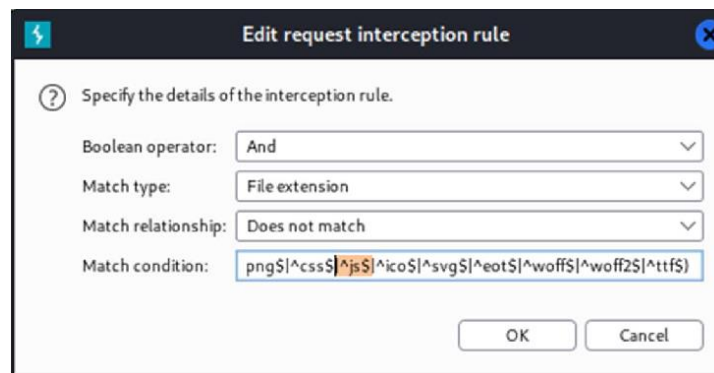 Edit request interception rule
Specify the details of the interception rule.
Boolean operator: And
Match type: File extension
Match relationship: Does not match
Match condition: png$|^css$|^js$|^ico$|^svg$|^eot$|^woff$|^woff2$|^ttf$)
OK Cancel